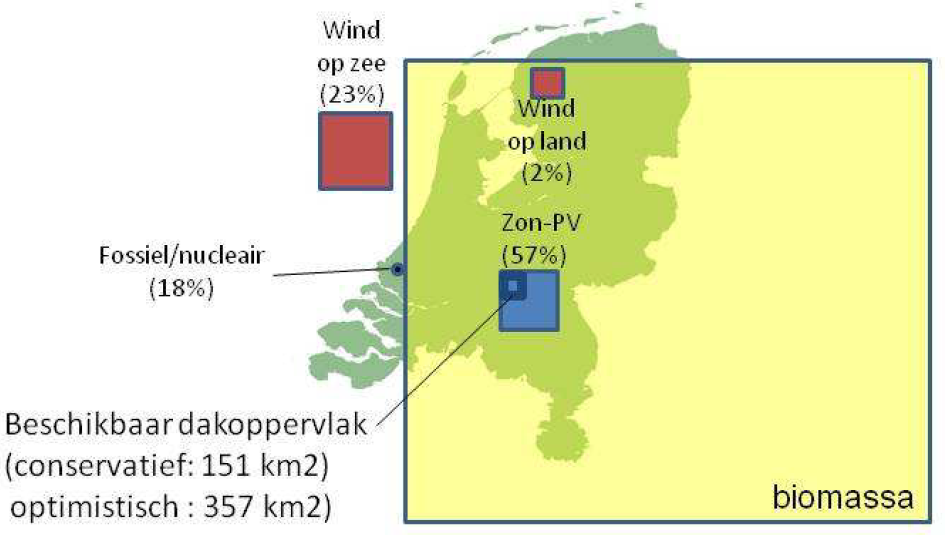 Wind
op zee
(23%)
Wind
op land
(2%)
Zon-PV
(57%)
Fossiel/nucleair
(18%)
Beschikbaar dakoppervlak
(conservatief: 151 km2)
optimistisch : 357 km2)
biomassa